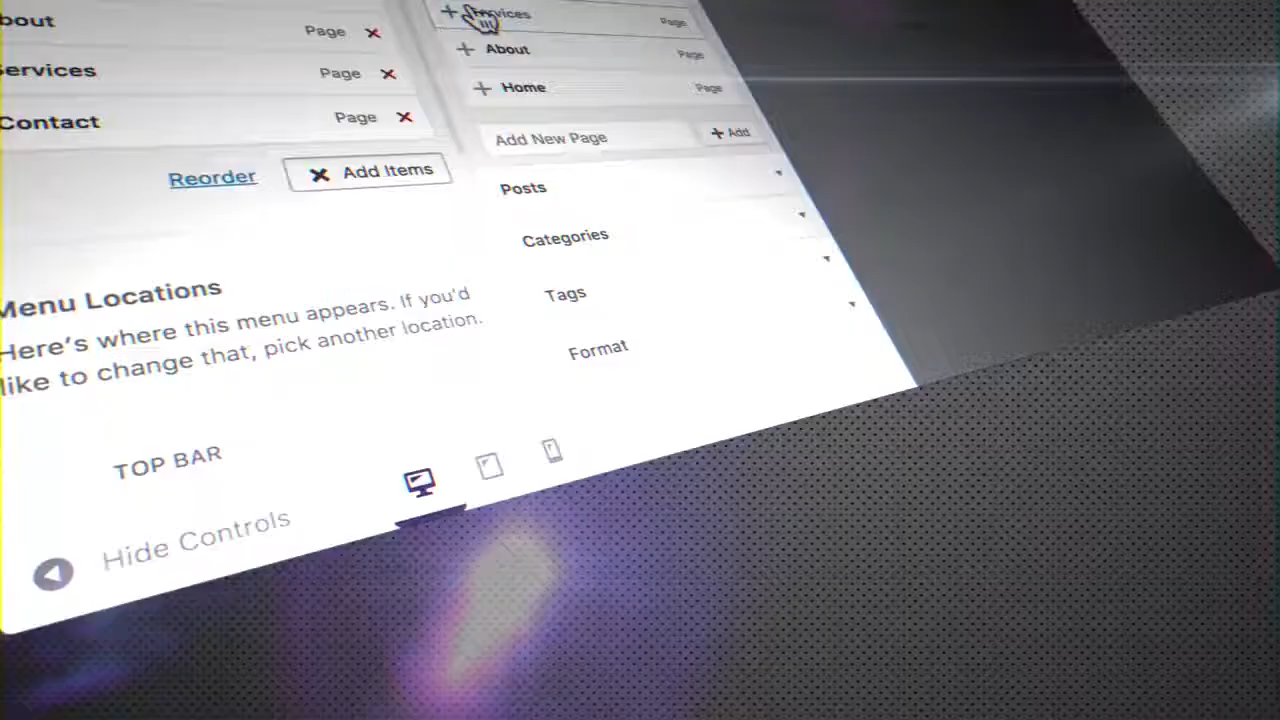 bout
Page
ervices
Page
Contact
Page
Reorder
Add Items
Menu Locations
Here's where this menu appears. If you'd
like to change that, pick another location.
TOP BAR
Hide Controls
Services
Page
About
Page
Home
Page
Add New Page
Add
Posts
Categories
Tags
Format